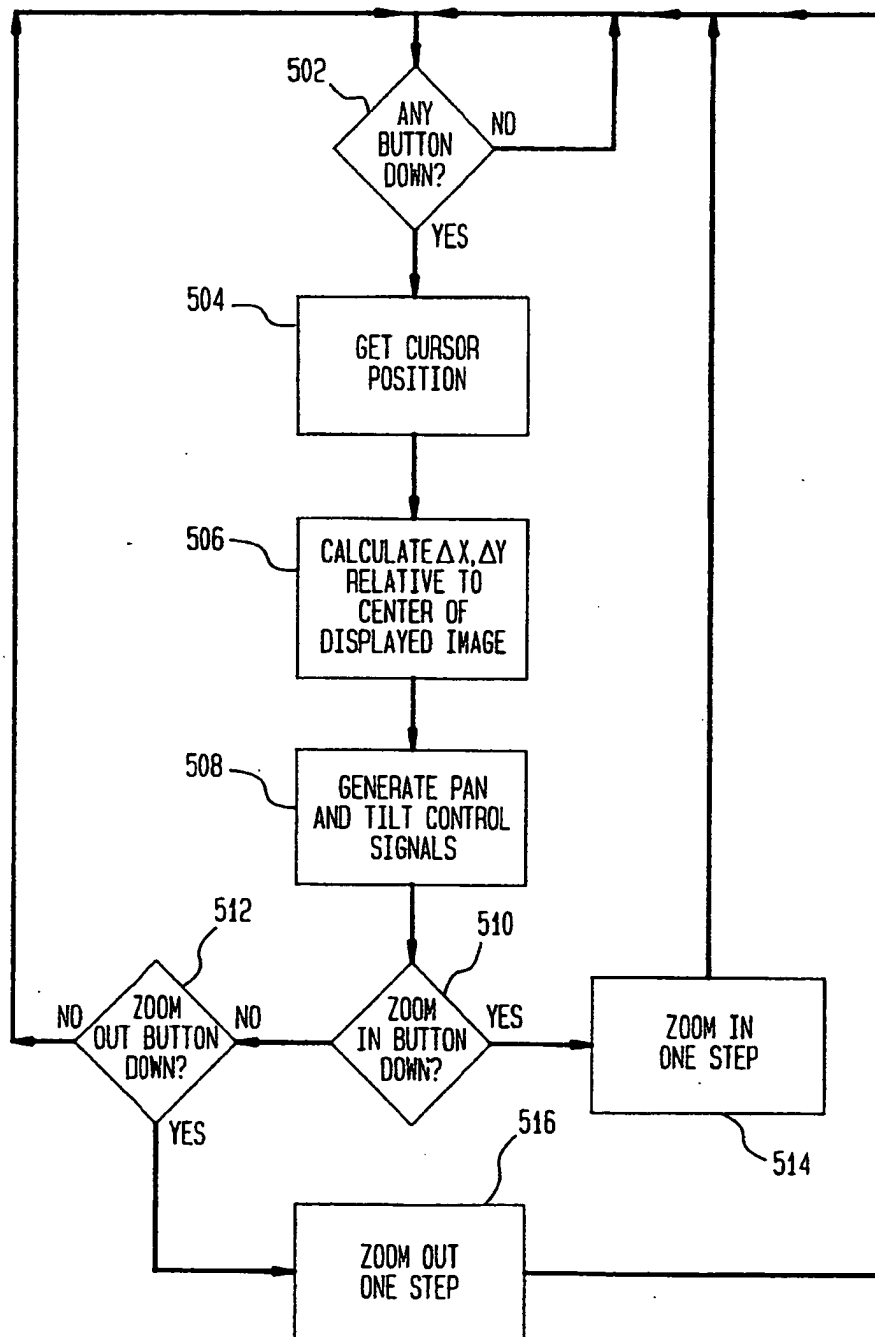 502
ANY
BUTTON
DOWN?
NO
YES
504
GET CURSOR
POSITION
506
CALCULATE ΔX,ΔY
RELATIVE TO
CENTER OF
DISPLAYED IMAGE
508
GENERATE PAN
AND TILT CONTROL
SIGNALS
512
510
NO
ZOOM
OUT BUTTON
DOWN?
NO
ZOOM
IN BUTTON
DOWN?
YES
ZOOM IN
ONE STEP
YES
516
514
ZOOM OUT
ONE STEP